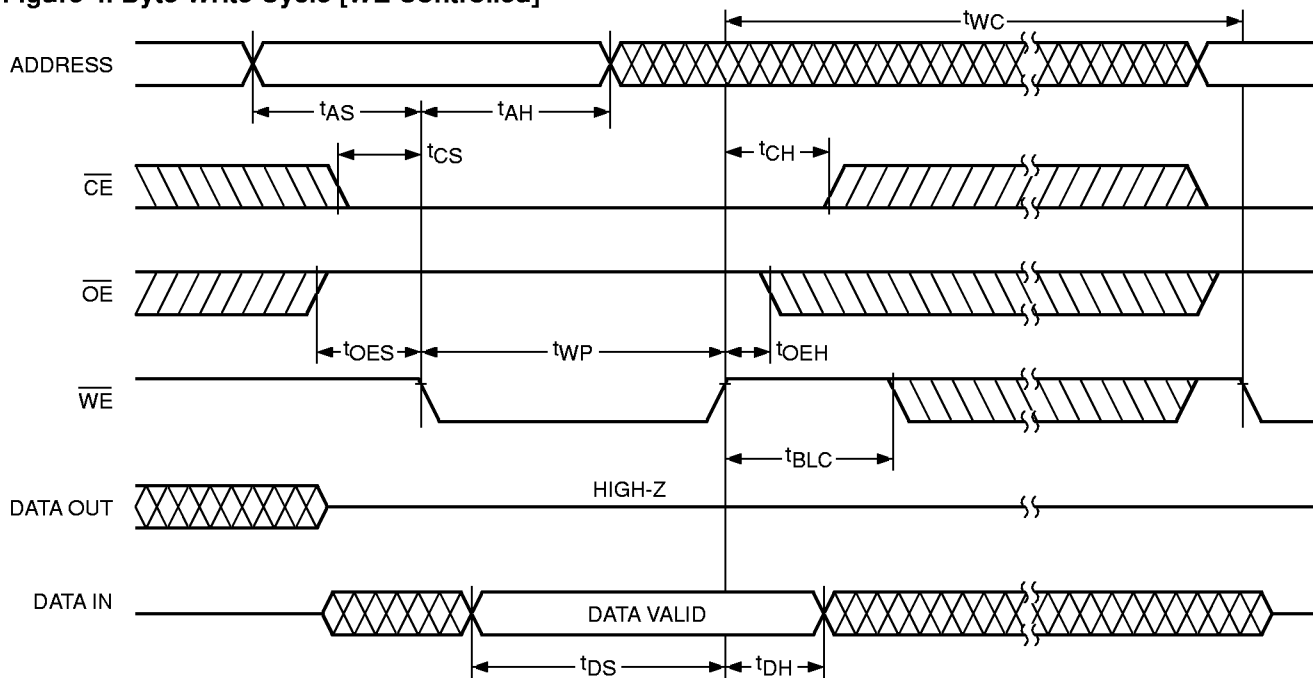 Figure 4. Byte Write Cycle [WE Controlled]
tWC
ADDRESS
tAS
tAH
tCS
tCH
CE
OE
tOES
tWP
tOEH
WE
tBLC
HIGH-Z
DATA OUT
DATA IN
DATA VALID
tDS
tDH